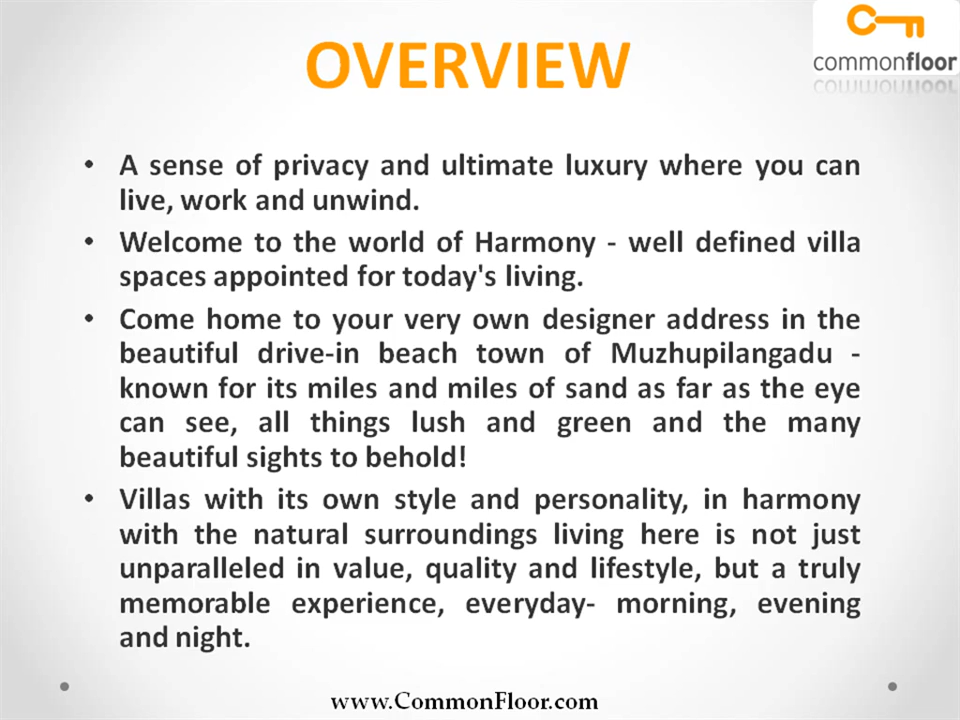 OVERVIEW
commonfloor
• A sense of privacy and ultimate luxury where you can
live, work and unwind.
• Welcome to the world of Harmony - well defined villa
spaces appointed for today's living.
• Come home to your very own designer address in the
beautiful drive-in beach town of Muzhupilangadu -
known for its miles and miles of sand as far as the eye
can see, all things lush and green and the many
beautiful sights to behold!
• Villas with its own style and personality, in harmony
with the natural surroundings living here is not just
unparalleled in value, quality and lifestyle, but a truly
memorable experience, everyday- morning, evening
and night.
www.CommonFloor.com